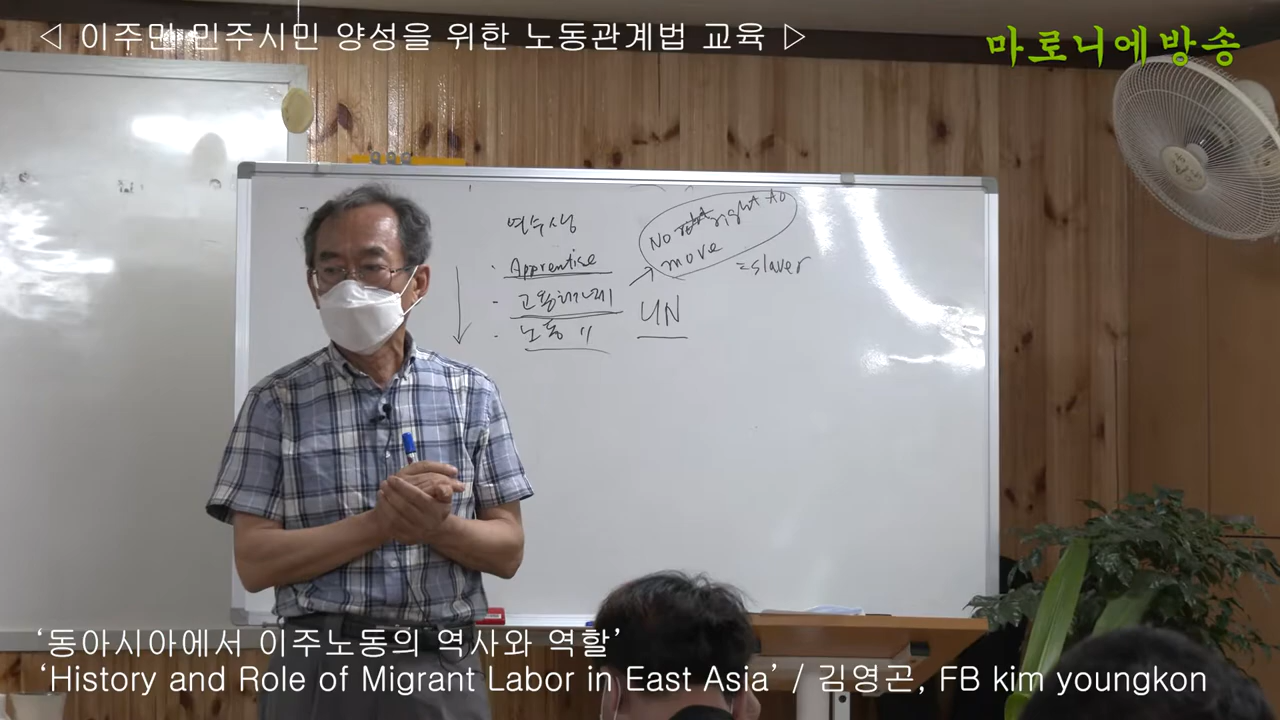 ◁ 이주민 민주시민 양성을 위한 노동관계법 교육 ▷
마로니에방송
연수생
· Apprentise
- 고용허가제
· 노동 〃
No right to
move
= slaver
UN
‘동아시아에서 이주노동의 역사와 역할’
‘History and Role of Migrant Labor in East Asia’ / 김영곤, FB kim youngkon